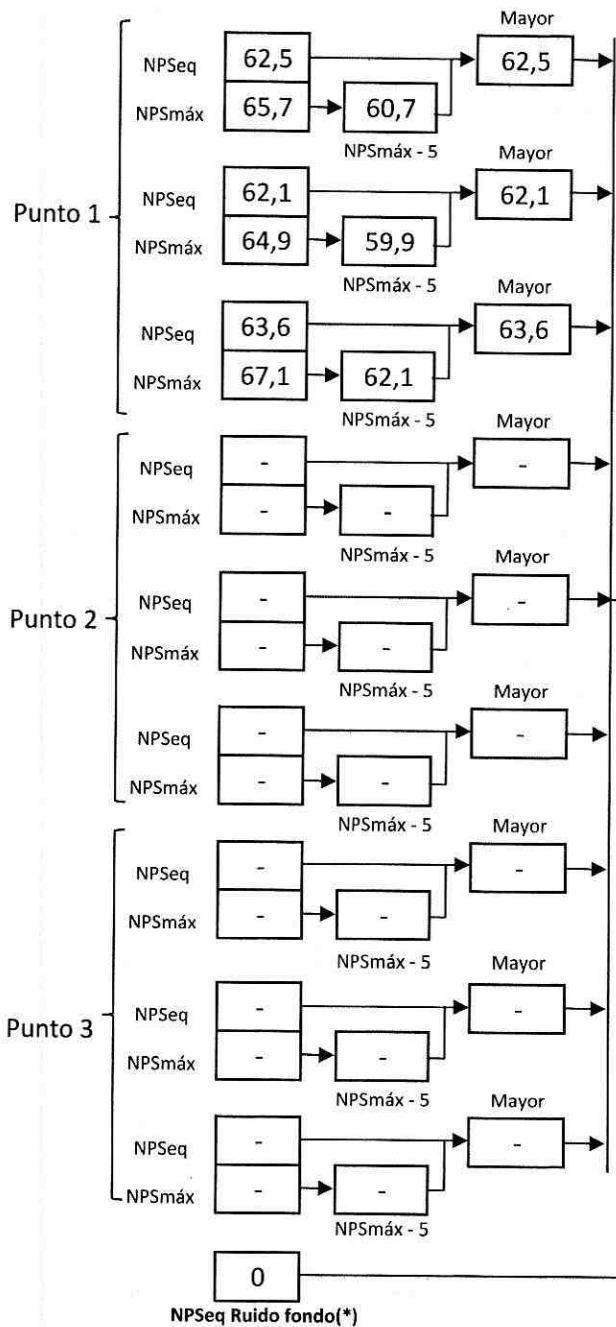 Mayor
NPSeq 62,5 62,5
NPSmáx 65,7 60,7
NPSmáx - 5
Mayor
Punto 1 NPSeq 62,1 62,1
NPSmáx 64,9 59,9
NPSmáx - 5
Mayor
NPSeq 63,6 63,6
NPSmáx 67,1 62,1
NPSmáx - 5
Mayor
NPSeq - -
NPSmáx - -
NPSmáx - 5
Mayor
Punto 2 NPSeq - -
NPSmáx - -
NPSmáx - 5
Mayor
NPSeq - -
NPSmáx - -
NPSmáx - 5
Mayor
NPSeq - -
NPSmáx - -
NPSmáx - 5
Mayor
Punto 3 NPSeq - -
NPSmáx - -
NPSmáx - 5
Mayor
NPSeq - -
NPSmáx - -
NPSmáx - 5
0
NPSeq Ruido fondo(*)